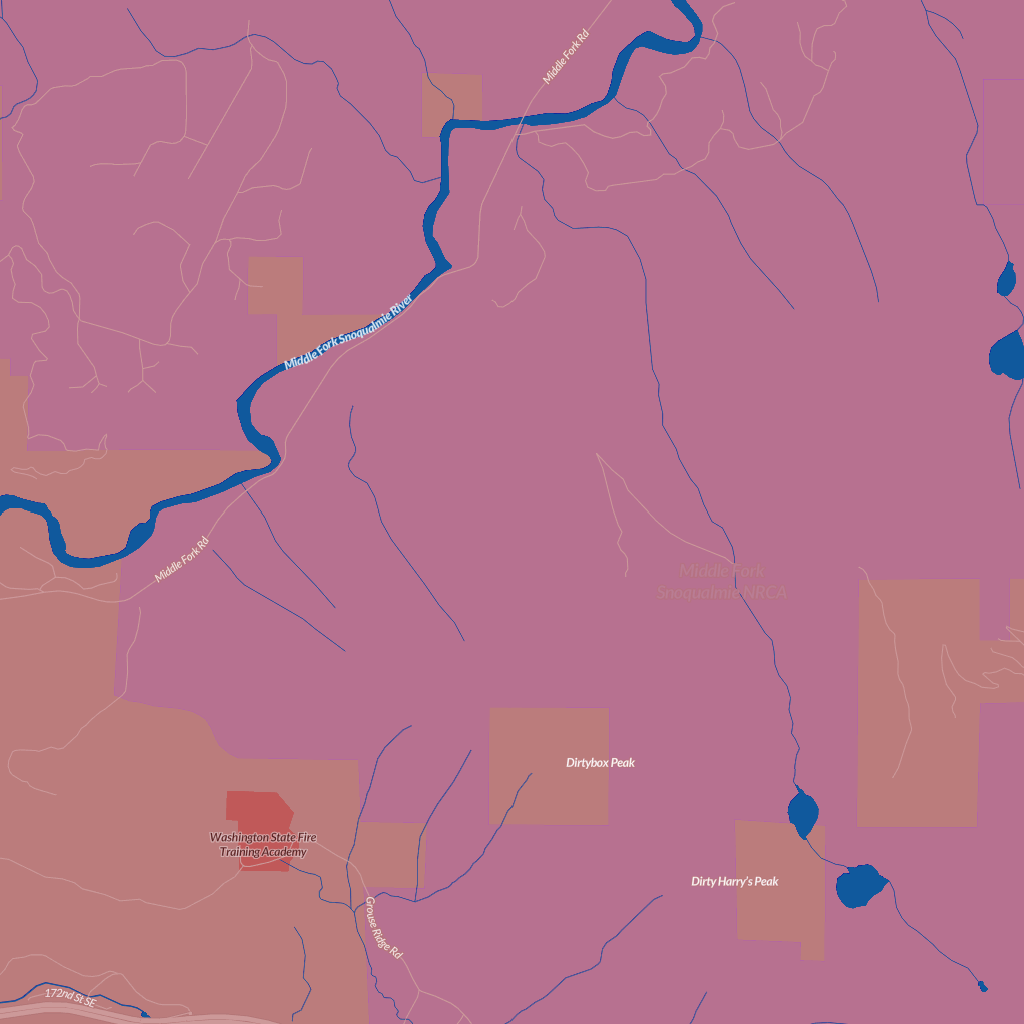 Middle Fork Rd
Middle Fork Snoqualmie River
Middle Fork Rd
Middle Fork
Snoqualmie NRCA
Dirtybox Peak
Washington State Fire
Training Academy
Dirty Harry's Peak
Grouse Ridge Rd
172nd St SE